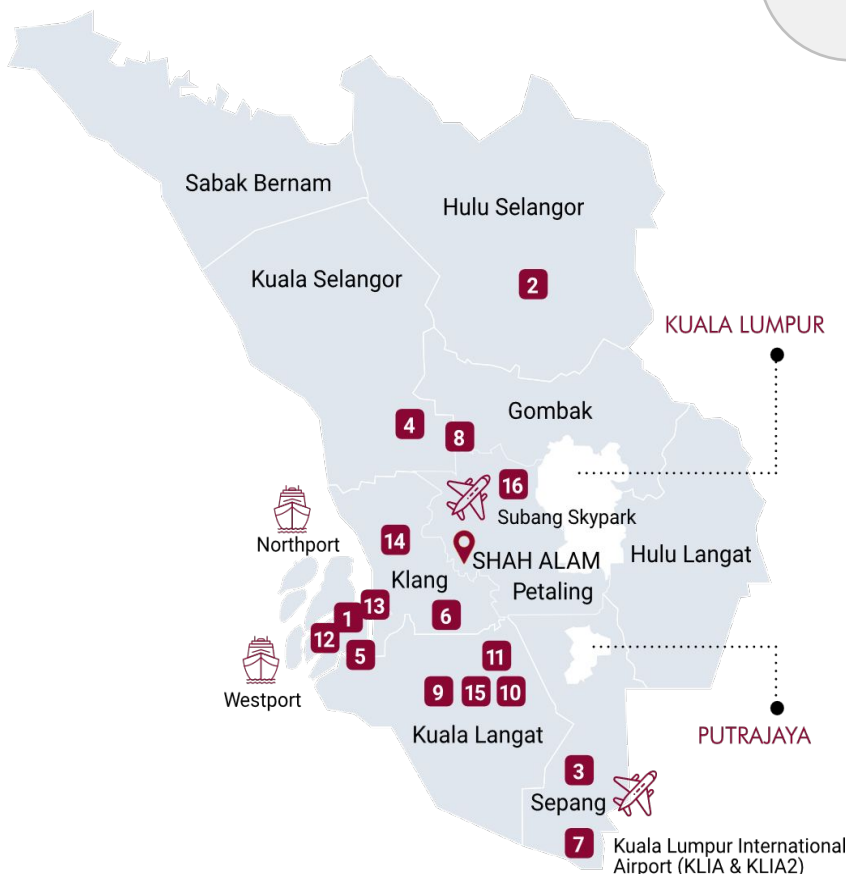 Sabak Bernam
Hulu Selangor
Kuala Selangor
2
KUALA LUMPUR
Gombak
4
8
16
Subang Skypark
Northport
14
SHAH ALAM
Hulu Langat
Klang
Petaling
13
1
6
12
5
11
Westport
9
15
10
Kuala Langat
PUTRAJAYA
3
Sepang
7
Kuala Lumpur International
Airport (KLIA & KLIA2)